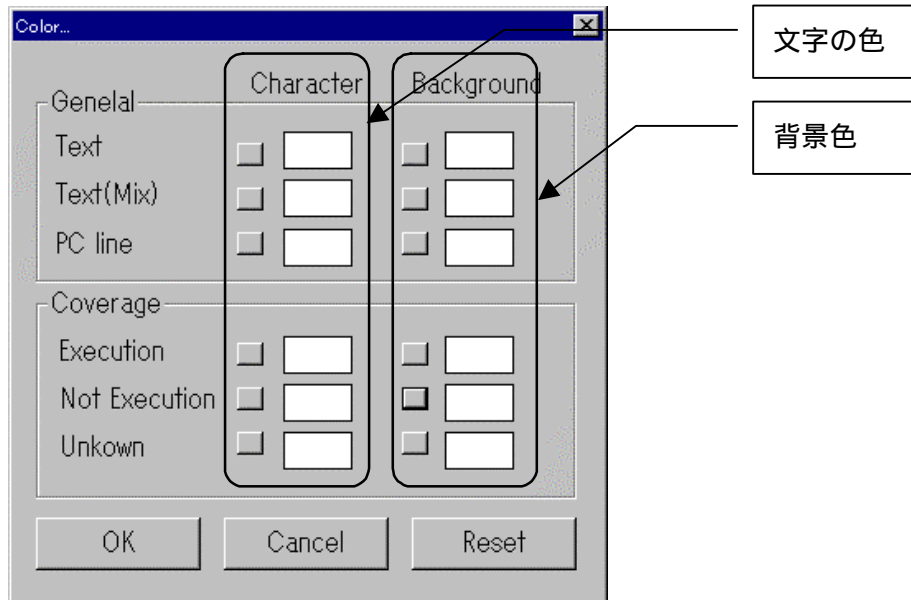 Color...
文字の色
Character Background
Genelal
背景色
Text
Text(Mix)
PC line
Coverage
Execution
Not Execution
Unkown
OK Cancel Reset